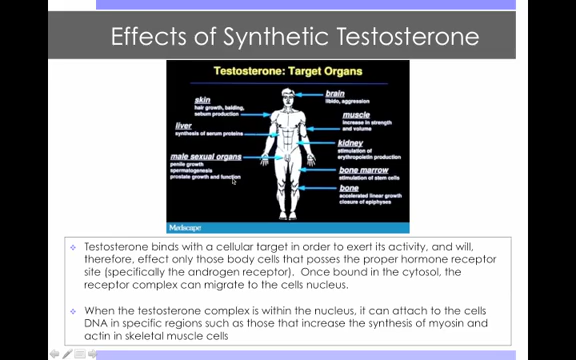 Effects of Synthetic Testosterone
Testosterone: Target Organs
skin
hair growth, balding,
sebum production
liver
synthesis of serum proteins
male sexual organs
penile growth
spermatogenesis
prostate growth and function
brain
libido, aggression
muscle
increase in strength
and volume
kidney
stimulation of
erythropoietin production
bone marrow
stimulation of stem cells
bone
accerted linear growth
closure of epiphyses
Medscape
Testosterone binds with a cellular target in order to exert its activity, and will,
therefore, effect only those body cells that posses the proper hormone receptor
site (specifically the androgen receptor). Once bound in the cytosol, the
receptor complex can migrate to the cells nucleus.
When the testosterone complex is within the nucleus, it can attach to the cells
DNA in specific regions such as those that increase the synthesis of myosin and
actin in skeletal muscle cells